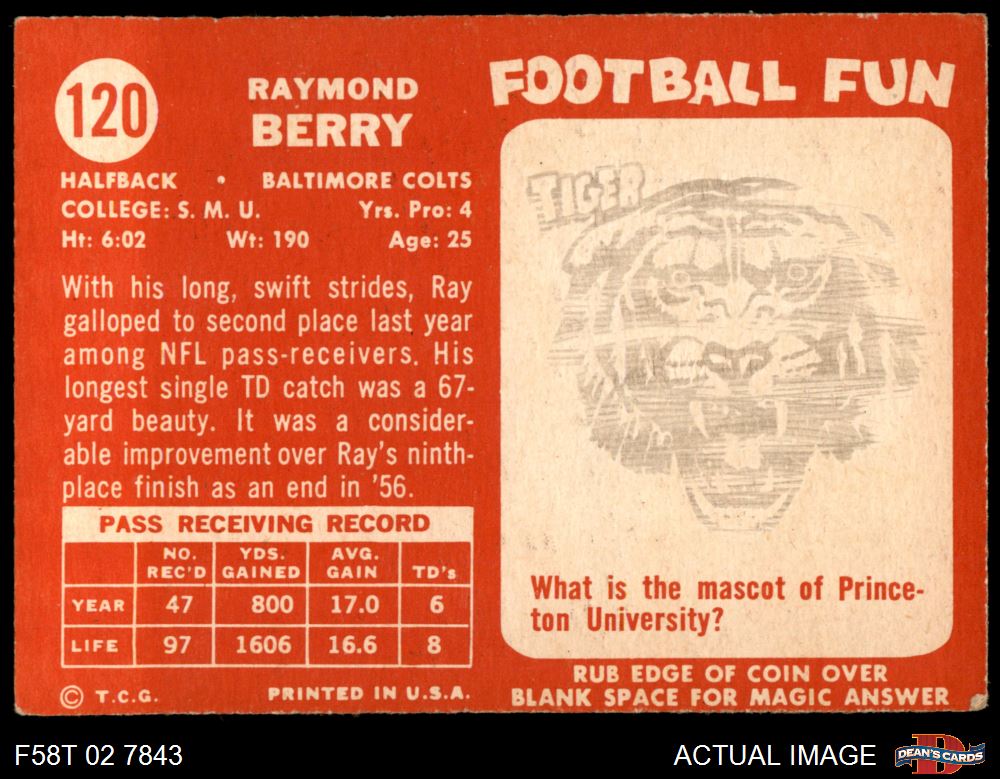 120
RAYMOND
BERRY
HALFBACK • BALTIMORE COLTS
COLLEGE: S. M. U. Yrs. Pro: 4
Ht: 6:02 Wt: 190 Age: 25
With his long, swift strides, Ray
galloped to second place last year
among NFL pass-receivers. His
longest single TD catch was a 67-
yard beauty. It was a consider-
able improvement over Ray's ninth-
place finish as an end in '56.
PASS RECEIVING RECORD
NO. REC'D YDS. GAINED AVG. GAIN TD's
YEAR 47 800 17.0 6
LIFE 97 1606 16.6 8
© T.C.G. PRINTED IN U.S.A.
FOOTBALL FUN
TIGER
What is the mascot of Prince-
ton University?
RUB EDGE OF COIN OVER
BLANK SPACE FOR MAGIC ANSWER
F58T 02 7843
ACTUAL IMAGE
DEAN'S CARDS